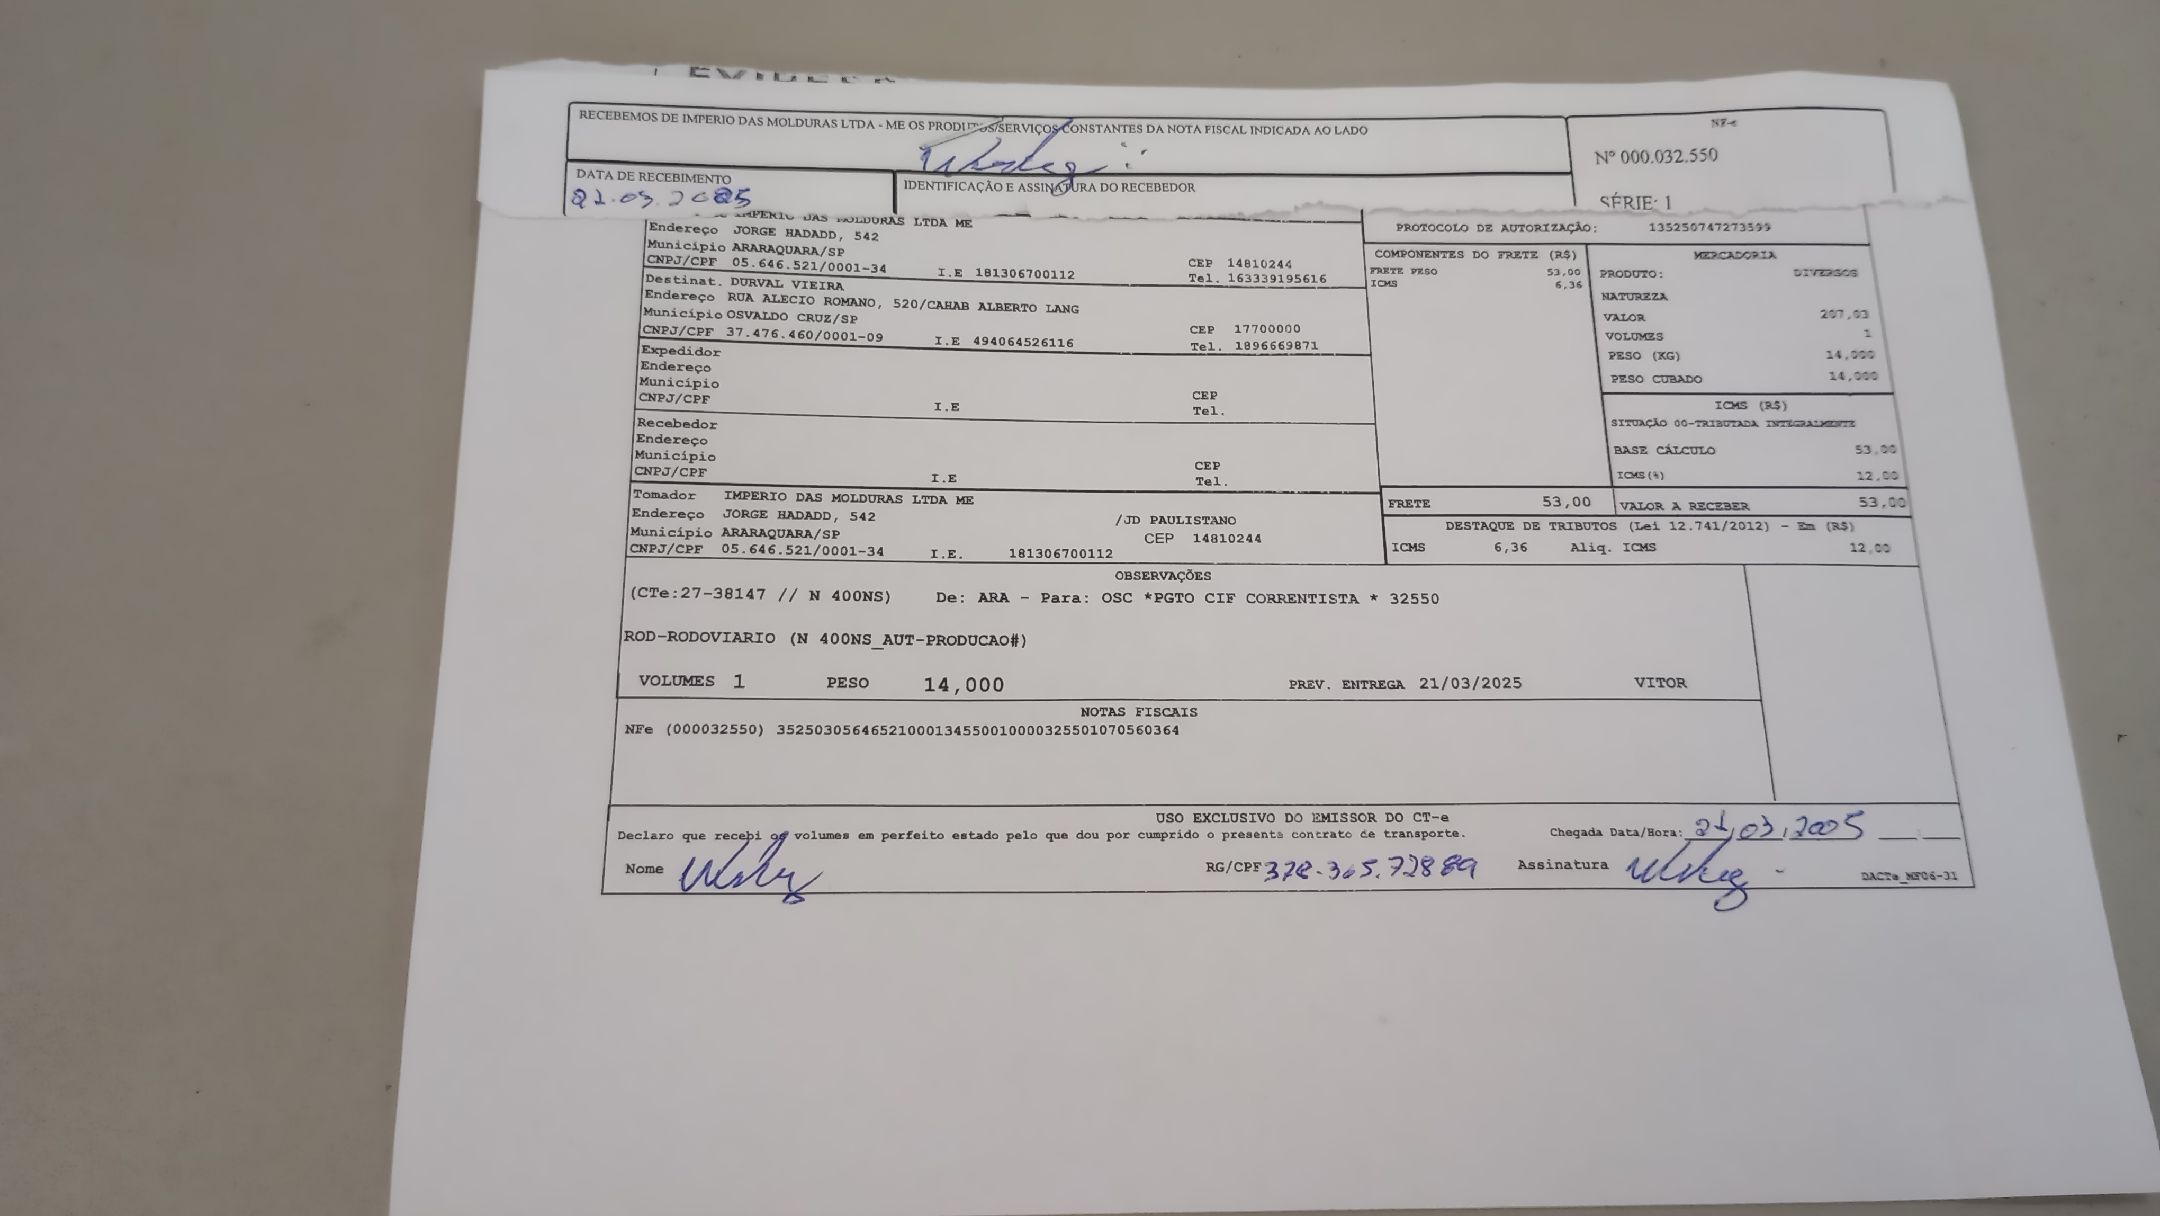 RECEBEMOS DE IMPERIO DAS MOLDURAS LTDA - ME OS PRODUTOS/SERVIÇOS CONSTANTES DA NOTA FISCAL INDICADA AO LADO
NF-e
Nº 000.032.550
SÉRIE: 1
DATA DE RECEBIMENTO
21.03.2025
IDENTIFICAÇÃO E ASSINATURA DO RECEBEDOR
IMPERIO DAS MOLDURAS LTDA ME
Endereço JORGE HADADD, 542
Município ARARAQUARA/SP CEP 14810244
CNPJ/CPF 05.646.521/0001-34 I.E 181306700112 Tel. 163339195616
Destinat. DURVAL VIEIRA
Endereço RUA ALECIO ROMANO, 520/CAHAB ALBERTO LANG
Município OSVALDO CRUZ/SP CEP 17700000
CNPJ/CPF 37.476.460/0001-09 I.E 494064526116 Tel. 1896669871
Expedidor
Endereço
Município CEP
CNPJ/CPF I.E Tel.
Recebedor
Endereço
Município CEP
CNPJ/CPF I.E Tel.
Tomador IMPERIO DAS MOLDURAS LTDA ME
Endereço JORGE HADADD, 542 /JD PAULISTANO
Município ARARAQUARA/SP CEP 14810244
CNPJ/CPF 05.646.521/0001-34 I.E. 181306700112
PROTOCOLO DE AUTORIZAÇÃO: 135250747273599
COMPONENTES DO FRETE (R$)
FRETE PESO 53,00
ICMS 6,36
MERCADORIA
PRODUTO: DIVERSOS
NATUREZA
VALOR 207,03
VOLUMES 1
PESO (KG) 14,000
PESO CUBADO 14,000
ICMS (R$)
SITUAÇÃO 00-TRIBUTADA INTEGRALMENTE
BASE CÁLCULO 53,00
ICMS(%) 12,00
FRETE 53,00 VALOR A RECEBER 53,00
DESTAQUE DE TRIBUTOS (Lei 12.741/2012) - Em (R$)
ICMS 6,36 Aliq. ICMS 12,00
OBSERVAÇÕES
(CTe:27-38147 // N 400NS) De: ARA - Para: OSC *PGTO CIF CORRENTISTA * 32550
ROD-RODOVIARIO (N 400NS_AUT-PRODUCAO#)
VOLUMES 1 PESO 14,000 PREV. ENTREGA 21/03/2025 VITOR
NOTAS FISCAIS
NFe (000032550) 35250305646521000134550010000325501070560364
USO EXCLUSIVO DO EMISSOR DO CT-e
Declaro que recebi os volumes em perfeito estado pelo que dou por cumprido o presente contrato de transporte. Chegada Data/Hora: 21/03/2005
Nome RG/CPF 378.365.72889 Assinatura
DACTe_MF06-31